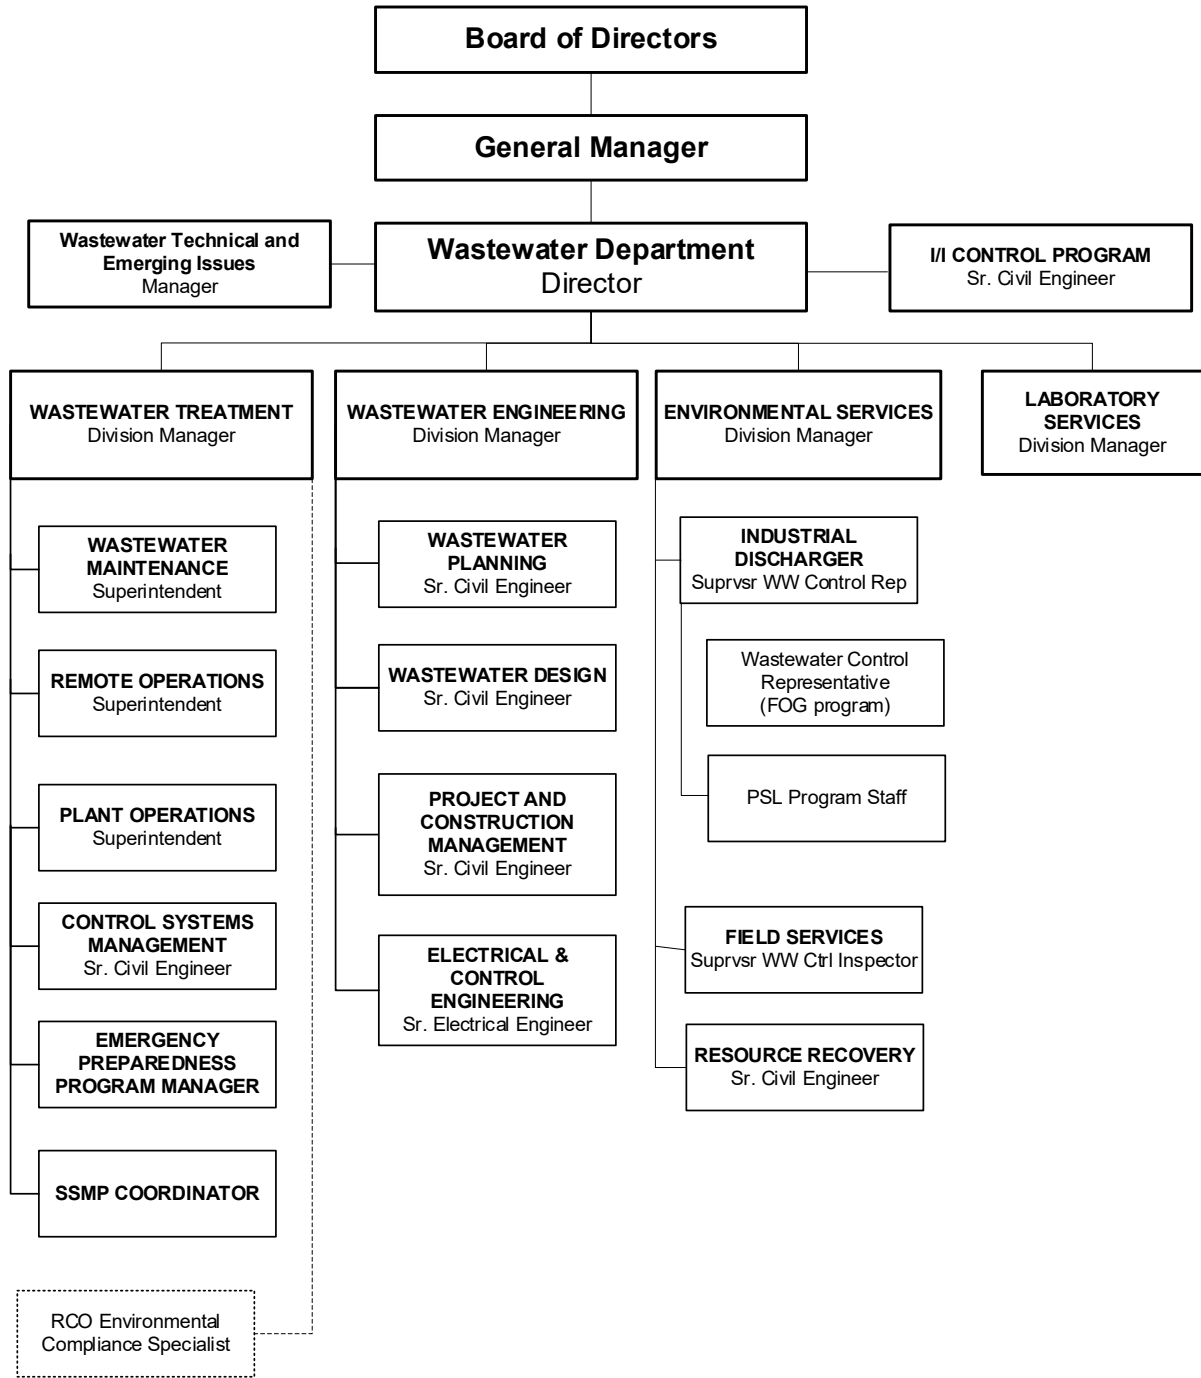 Board of Directors
General Manager
Wastewater Technical and
Emerging Issues
Manager
Wastewater Department
Director
I/I CONTROL PROGRAM
Sr. Civil Engineer
WASTEWATER TREATMENT
Division Manager
WASTEWATER ENGINEERING
Division Manager
ENVIRONMENTAL SERVICES
Division Manager
LABORATORY
SERVICES
Division Manager
WASTEWATER
MAINTENANCE
Superintendent
REMOTE OPERATIONS
Superintendent
PLANT OPERATIONS
Superintendent
CONTROL SYSTEMS
MANAGEMENT
Sr. Civil Engineer
EMERGENCY
PREPAREDNESS
PROGRAM MANAGER
SSMP COORDINATOR
RCO Environmental
Compliance Specialist
WASTEWATER
PLANNING
Sr. Civil Engineer
WASTEWATER DESIGN
Sr. Civil Engineer
PROJECT AND
CONSTRUCTION
MANAGEMENT
Sr. Civil Engineer
ELECTRICAL &
CONTROL
ENGINEERING
Sr. Electrical Engineer
INDUSTRIAL
DISCHARGER
Suprvsr WW Control Rep
Wastewater Control
Representative
(FOG program)
PSL Program Staff
FIELD SERVICES
Suprvsr WW Ctrl Inspector
RESOURCE RECOVERY
Sr. Civil Engineer